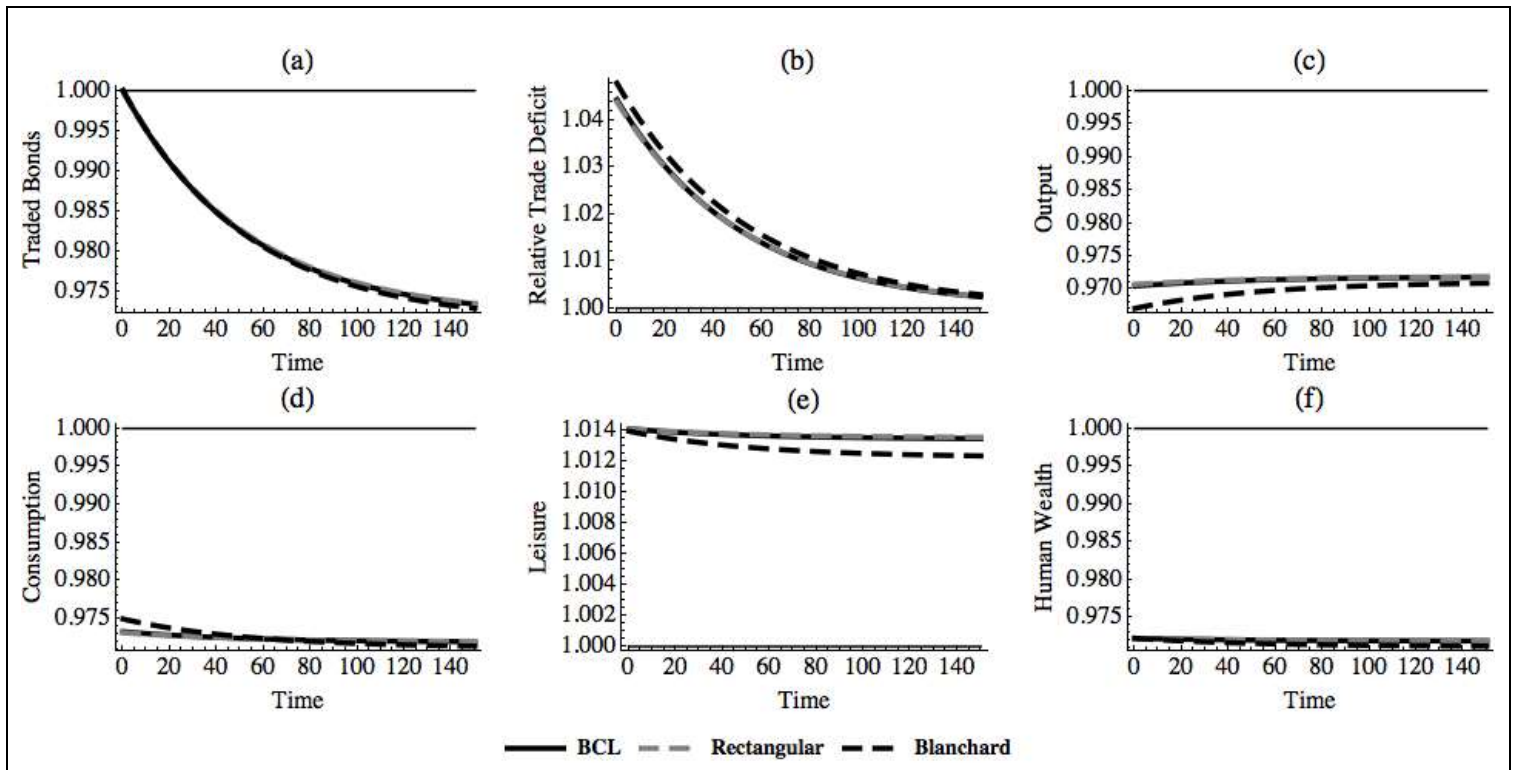 (a)
Traded Bonds
1.000
0.995
0.990
0.985
0.980
0.975
0 20 40 60 80 100 120 140
Time
(b)
Relative Trade Deficit
1.04
1.03
1.02
1.01
1.00
0 20 40 60 80 100 120 140
Time
(c)
Output
1.000
0.995
0.990
0.985
0.980
0.975
0.970
0 20 40 60 80 100 120 140
Time
(d)
Consumption
1.000
0.995
0.990
0.985
0.980
0.975
0 20 40 60 80 100 120 140
Time
(e)
Leisure
1.014
1.012
1.010
1.008
1.006
1.004
1.002
1.000
0 20 40 60 80 100 120 140
Time
(f)
Human Wealth
1.000
0.995
0.990
0.985
0.980
0.975
0 20 40 60 80 100 120 140
Time
BCL Rectangular Blanchard